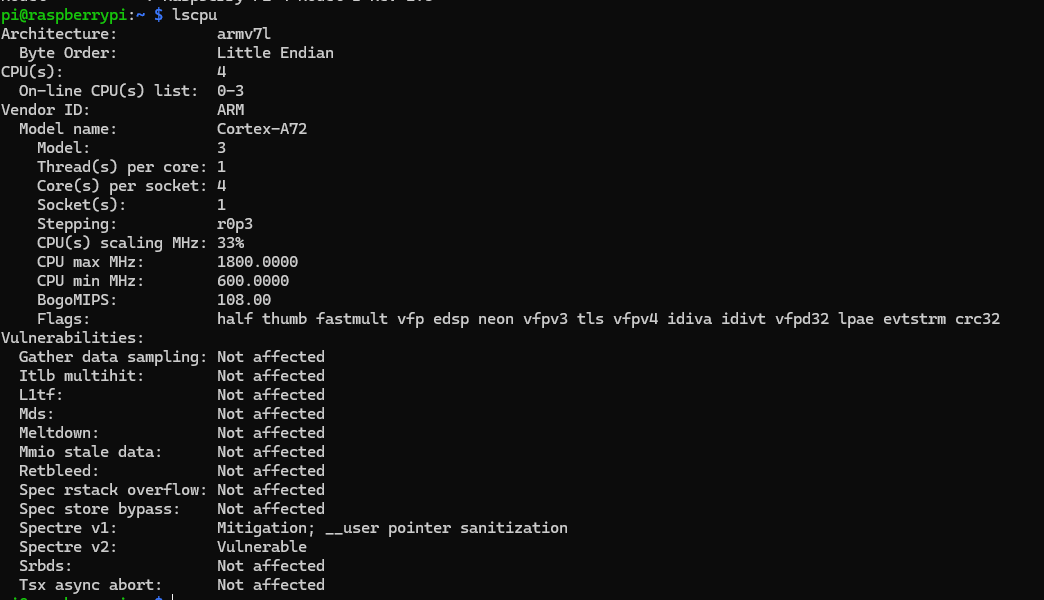 pi@raspberrypi:~ $ lscpu
Architecture:            armv7l
  Byte Order:            Little Endian
CPU(s):                  4
  On-line CPU(s) list:   0-3
Vendor ID:               ARM
  Model name:            Cortex-A72
    Model:               3
    Thread(s) per core:  1
    Core(s) per socket:  4
    Socket(s):           1
    Stepping:            r0p3
    CPU(s) scaling MHz:  33%
    CPU max MHz:         1800.0000
    CPU min MHz:         600.0000
    BogoMIPS:            108.00
    Flags:               half thumb fastmult vfp edsp neon vfpv3 tls vfpv4 idiva idivt vfpd32 lpae evtstrm crc32
Vulnerabilities:
  Gather data sampling:  Not affected
  Itlb multihit:         Not affected
  L1tf:                  Not affected
  Mds:                   Not affected
  Meltdown:              Not affected
  Mmio stale data:       Not affected
  Retbleed:              Not affected
  Spec rstack overflow:  Not affected
  Spec store bypass:     Not affected
  Spectre v1:            Mitigation; __user pointer sanitization
  Spectre v2:            Vulnerable
  Srbds:                 Not affected
  Tsx async abort:       Not affected